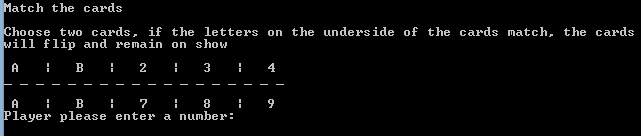 Match the cards
Choose two cards, if the letters on the underside of the cards match, the cards
will flip and remain on show
A ¦ B ¦ 2 ¦ 3 ¦ 4
_ _ _ _ _ _ _ _ _ _ _ _ _ _ _ _ _ _
A ¦ B ¦ 7 ¦ 8 ¦ 9
Player please enter a number: